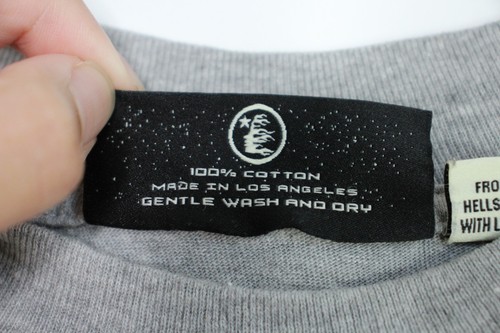 100% COTTON
MADE IN LOS ANGELES
GENTLE WASH AND DRY
FRO
HELLS
WITH L